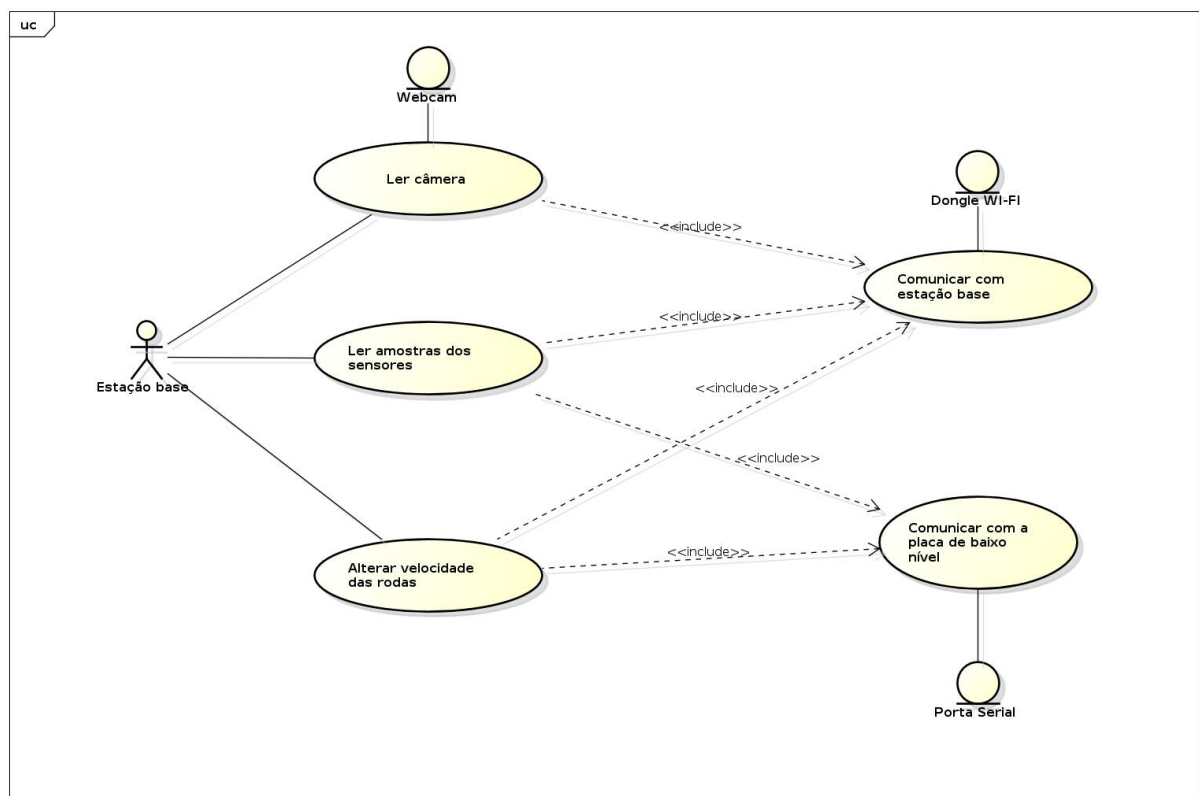 uc
Webcam
Ler câmera
Dongle WI-FI
<<include>>
Comunicar com
estação base
<<include>>
Ler amostras dos
sensores
Estação base
<<include>>
<<include>>
Comunicar com a
placa de baixo
nível
<<include>>
Alterar velocidade
das rodas
Porta Serial